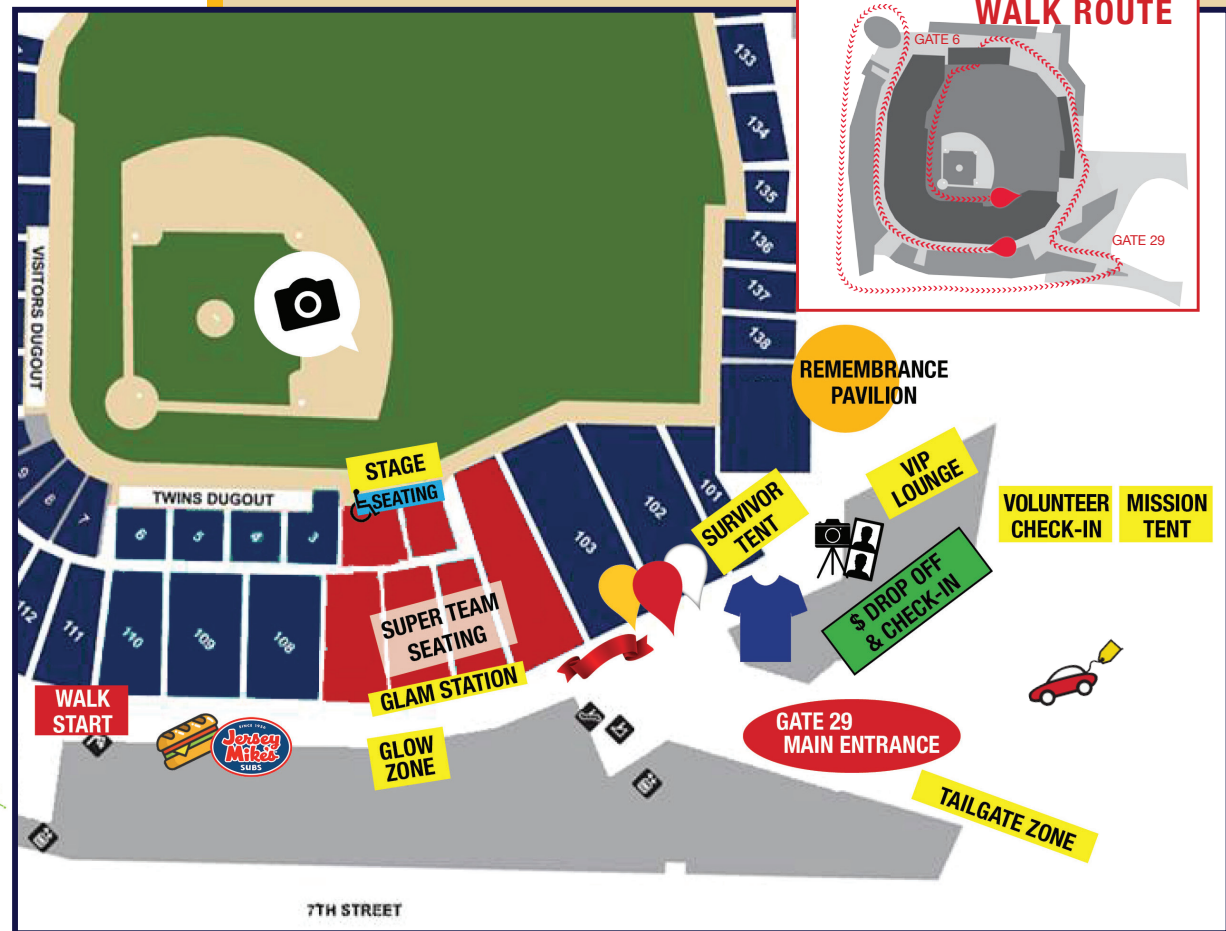 WALK ROUTE
GATE 6
GATE 29
133
134
135
136
137
138
VISITORS DUGOUT
REMEMBRANCE
PAVILION
STAGE
SEATING
VIP
LOUNGE
TWINS DUGOUT
101
102
103
SURVIVOR
TENT
VOLUNTEER
CHECK-IN
MISSION
TENT
9
8
7
6
5
4
3
$ DROP OFF
& CHECK-IN
SUPER TEAM
SEATING
112
111
110
109
108
GLAM STATION
WALK
START
SINCE 1956
Jersey
Mike's
SUBS
GLOW
ZONE
GATE 29
MAIN ENTRANCE
TAILGATE ZONE
7TH STREET